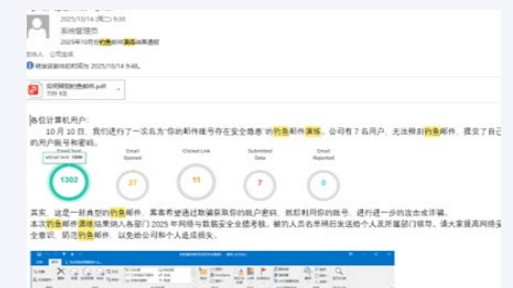 2025/10/14 (周二) 9:30
系统管理员
2025年10月份钓鱼邮件演练结果通报
收件人 公司全体
转发该邮件的时间为 2025/10/14 9:48。
如何辨别钓鱼邮件.pdf
709 KB
各位计算机用户:
10 月 10 日，我们进行了一次名为“你的邮件账号存在安全隐患”的钓鱼邮件演练。公司有 7 名用户，无法辨别钓鱼邮件，提交了自己
的用户账号和密码。
Email Sent Email Opened Clicked Link Submitted Data Email Reported
1302 37 11 7 0
其实，这是一封典型的钓鱼邮件，黑客希望通过欺骗获取你的账户密码，然后利用你的账号，进行进一步的攻击或诈骗。
本次钓鱼邮件演练结果纳入各部门 2025 年网络与数据安全业绩考核。被钓人员名单稍后发送给个人及所属部门领导。请大家提高网络安
全意识，防范钓鱼邮件，以免给公司和个人造成损失。